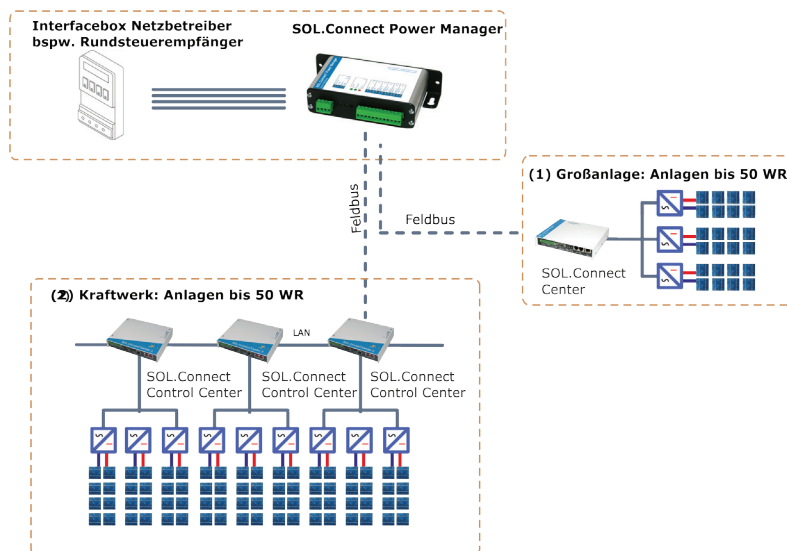 Interfacebox Netzbetreiber
bspw. Rundsteuerempfänger
SOL.Connect Power Manager
Feldbus
Feldbus
(1) Großanlage: Anlagen bis 50 WR
SOL.Connect
Center
(2) Kraftwerk: Anlagen bis 50 WR
LAN
SOL.Connect
Control Center
SOL.Connect
Control Center
SOL.Connect
Control Center